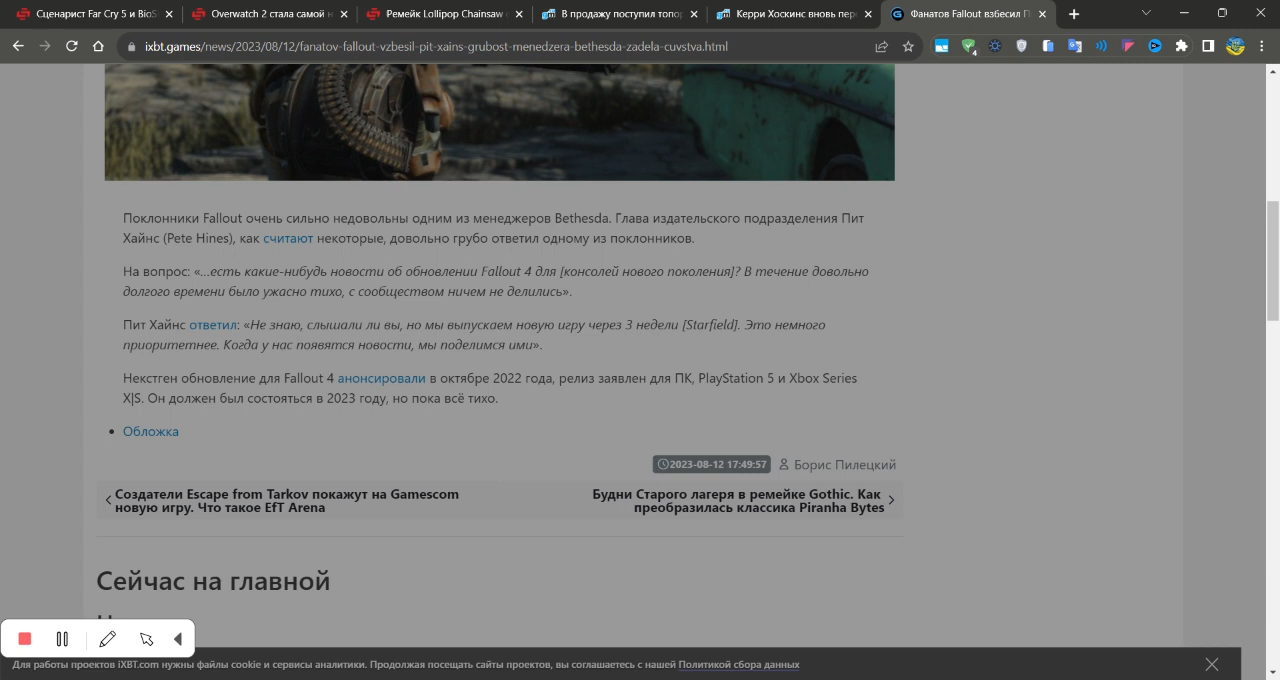 Сценарист Far Cry 5 и BioS
Overwatch 2 стала самой н
Ремейк Lollipop Chainsaw
В продажу поступил топор
Керри Хоскинс вновь пер
Фанатов Fallout взбесил П
ixbt.games/news/2023/08/12/fanatov-fallout-vzbesil-pit-xains-grubost-menedzera-bethesda-zadela-cuvstva.html
4
Поклонники Fallout очень сильно недовольны одним из менеджеров Bethesda. Глава издательского подразделения Пит
Хайнс (Pete Hines), как считают некоторые, довольно грубо ответил одному из поклонников.
На вопрос: «...есть какие-нибудь новости об обновлении Fallout 4 для [консолей нового поколения]? В течение довольно
долгого времени было ужасно тихо, с сообществом ничем не делились».
Пит Хайнс ответил: «Не знаю, слышали ли вы, но мы выпускаем новую игру через 3 недели [Starfield]. Это немного
приоритетнее. Когда у нас появятся новости, мы поделимся ими».
Некстген обновление для Fallout 4 анонсировали в октябре 2022 года, релиз заявлен для ПК, PlayStation 5 и Xbox Series
X|S. Он должен был состояться в 2023 году, но пока всё тихо.
• Обложка
2023-08-12 17:49:57 Борис Пилецкий
Создатели Escape from Tarkov покажут на Gamescom
новую игру. Что такое EfT Arena
Будни Старого лагеря в ремейке Gothic. Как
преобразилась классика Piranha Bytes
Сейчас на главной
Для работы проектов iXBT.com нужны файлы cookie и сервисы аналитики. Продолжая посещать сайты проектов, вы соглашаетесь с нашей Политикой сбора данных